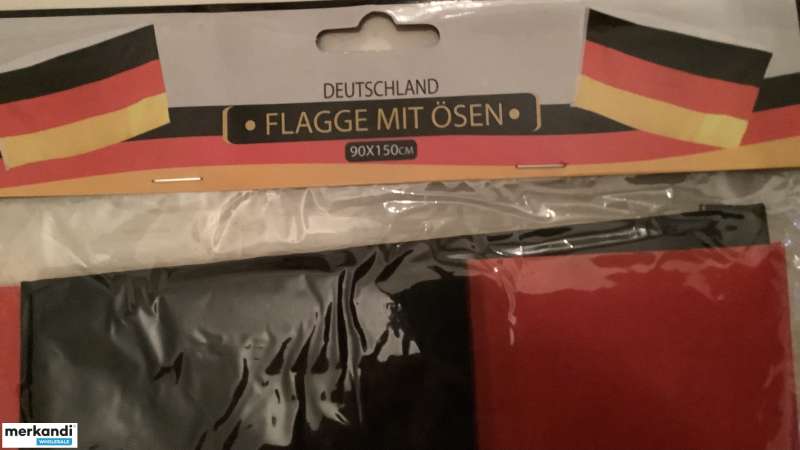 DEUTSCHLAND
• FLAGGE MIT ÖSEN •
90X150CM
merkandi
WHOLESALE